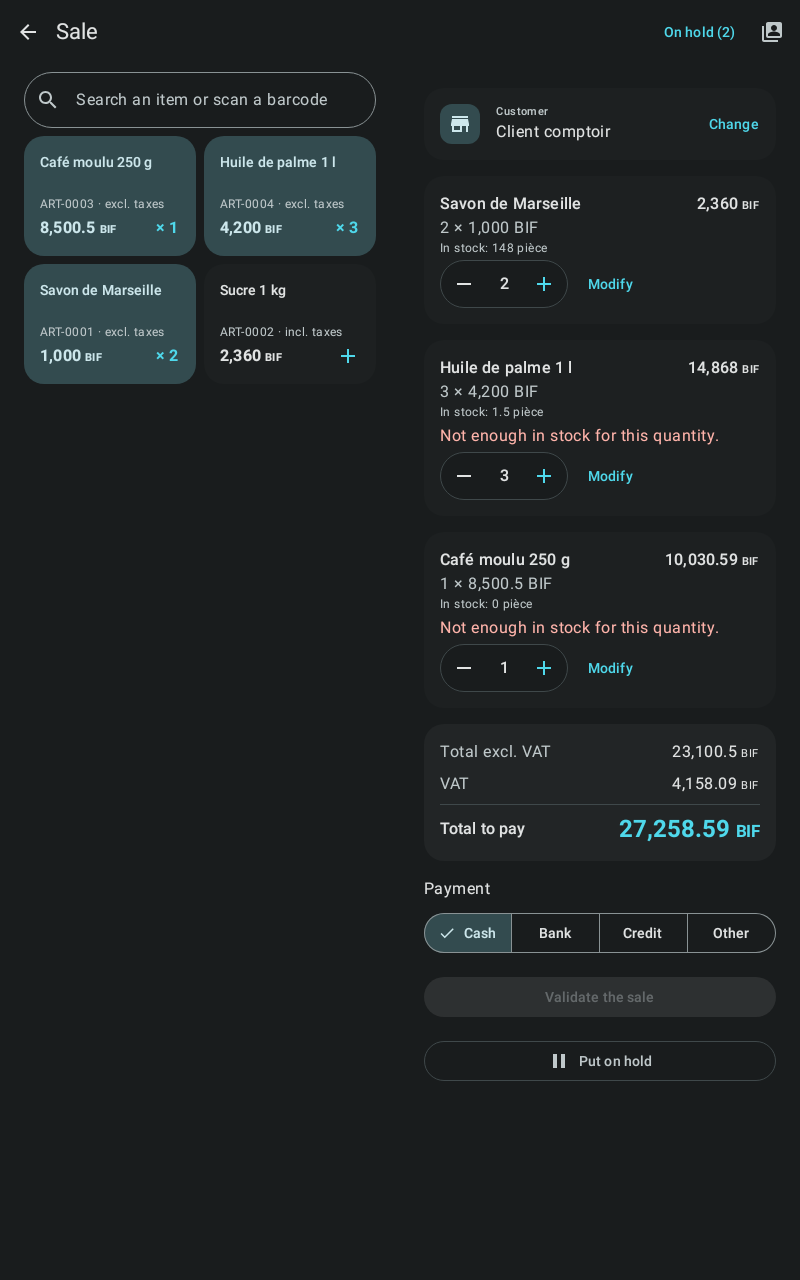 Sale
On hold (2)
Search an item or scan a barcode
Café moulu 250 g
ART-0003 · excl. taxes
8,500.5 BIF × 1
Huile de palme 1 l
ART-0004 · excl. taxes
4,200 BIF × 3
Savon de Marseille
ART-0001 · excl. taxes
1,000 BIF × 2
Sucre 1 kg
ART-0002 · incl. taxes
2,360 BIF +
Customer
Client comptoir
Change
Savon de Marseille 2,360 BIF
2 × 1,000 BIF
In stock: 148 pièce
− 2 + Modify
Huile de palme 1 l 14,868 BIF
3 × 4,200 BIF
In stock: 1.5 pièce
Not enough in stock for this quantity.
− 3 + Modify
Café moulu 250 g 10,030.59 BIF
1 × 8,500.5 BIF
In stock: 0 pièce
Not enough in stock for this quantity.
− 1 + Modify
Total excl. VAT 23,100.5 BIF
VAT 4,158.09 BIF
Total to pay 27,258.59 BIF
Payment
Cash Bank Credit Other
Validate the sale
Put on hold